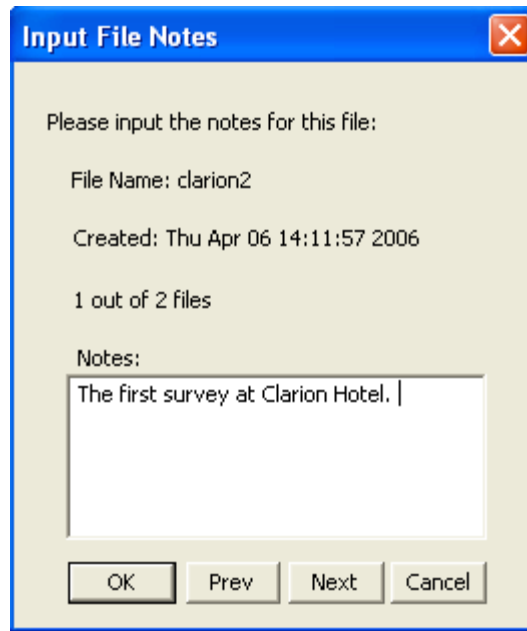 Input File Notes
Please input the notes for this file:
File Name: clarion2
Created: Thu Apr 06 14:11:57 2006
1 out of 2 files
Notes:
The first survey at Clarion Hotel.
OK Prev Next Cancel